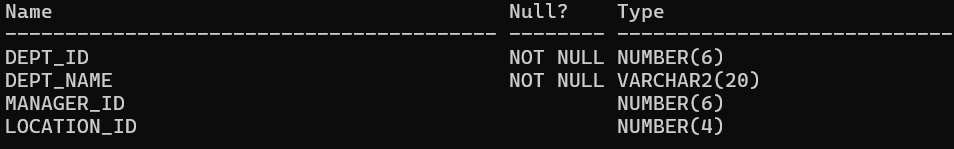 Name                                      Null?    Type
----------------------------------------- -------- ----------------------------
DEPT_ID                                   NOT NULL NUMBER(6)
DEPT_NAME                                 NOT NULL VARCHAR2(20)
MANAGER_ID                                         NUMBER(6)
LOCATION_ID                                        NUMBER(4)